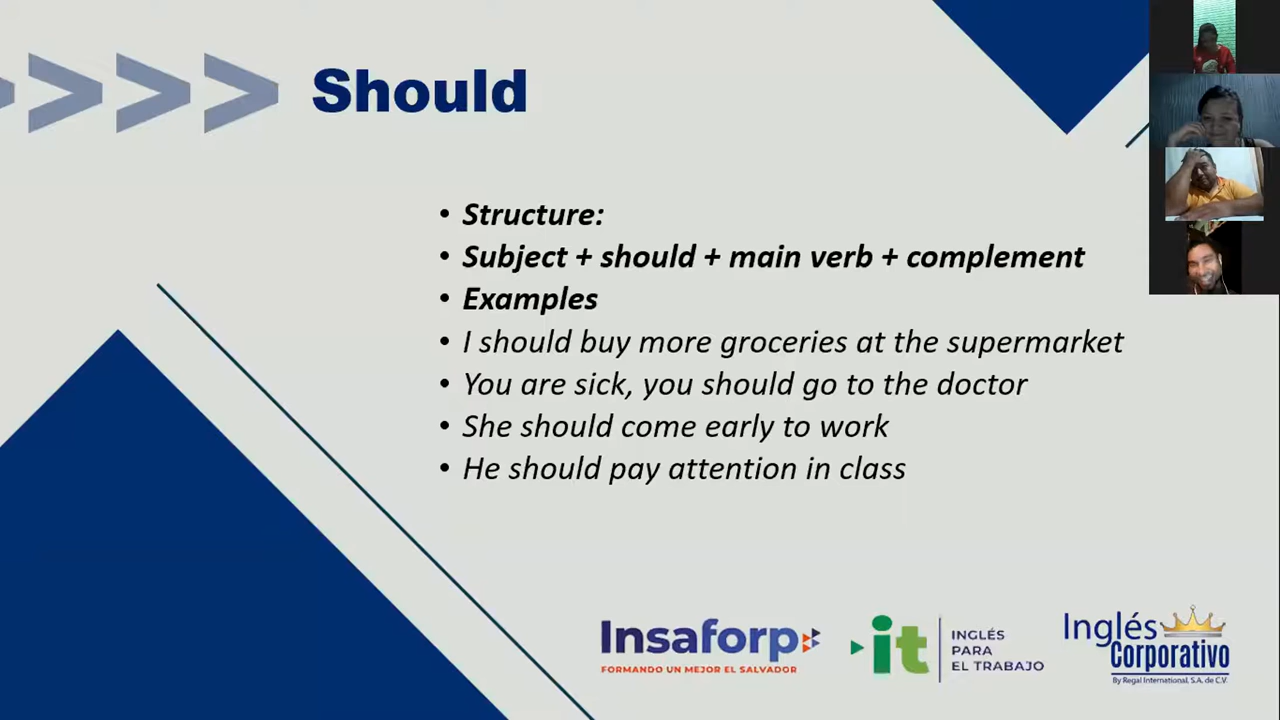 Should
• Structure:
• Subject + should + main verb + complement
• Examples
• I should buy more groceries at the supermarket
• You are sick, you should go to the doctor
• She should come early to work
• He should pay attention in class
Insaforp
FORMANDO UN MEJOR EL SALVADOR
it
INGLÉS
PARA
EL TRABAJO
Inglés
Corporativo
By Regal International, S.A. de C.V.